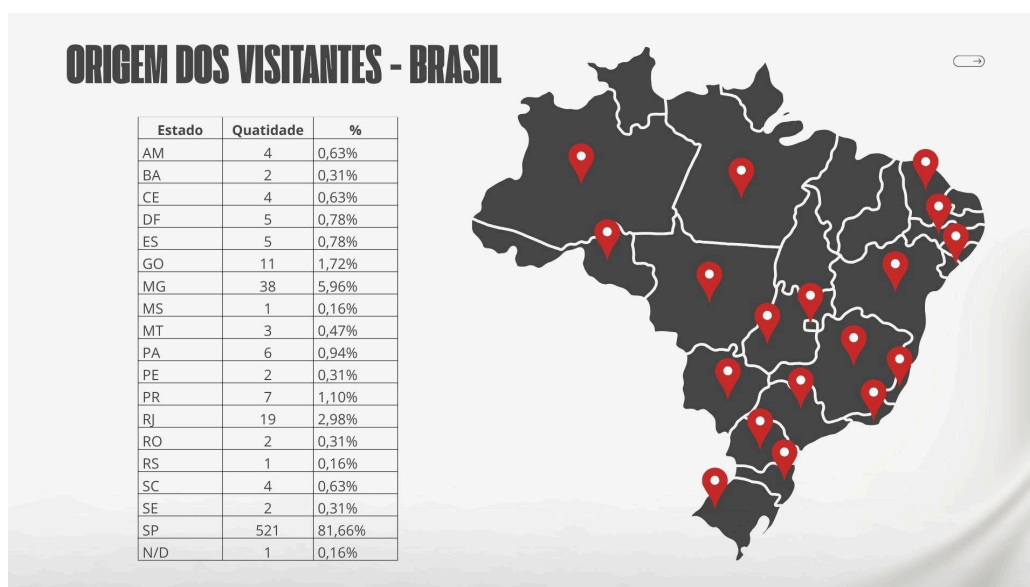 ORIGEM DOS VISITANTES - BRASIL
Estado Quatidade %
AM 4 0,63%
BA 2 0,31%
CE 4 0,63%
DF 5 0,78%
ES 5 0,78%
GO 11 1,72%
MG 38 5,96%
MS 1 0,16%
MT 3 0,47%
PA 6 0,94%
PE 2 0,31%
PR 7 1,10%
RJ 19 2,98%
RO 2 0,31%
RS 1 0,16%
SC 4 0,63%
SE 2 0,31%
SP 521 81,66%
N/D 1 0,16%